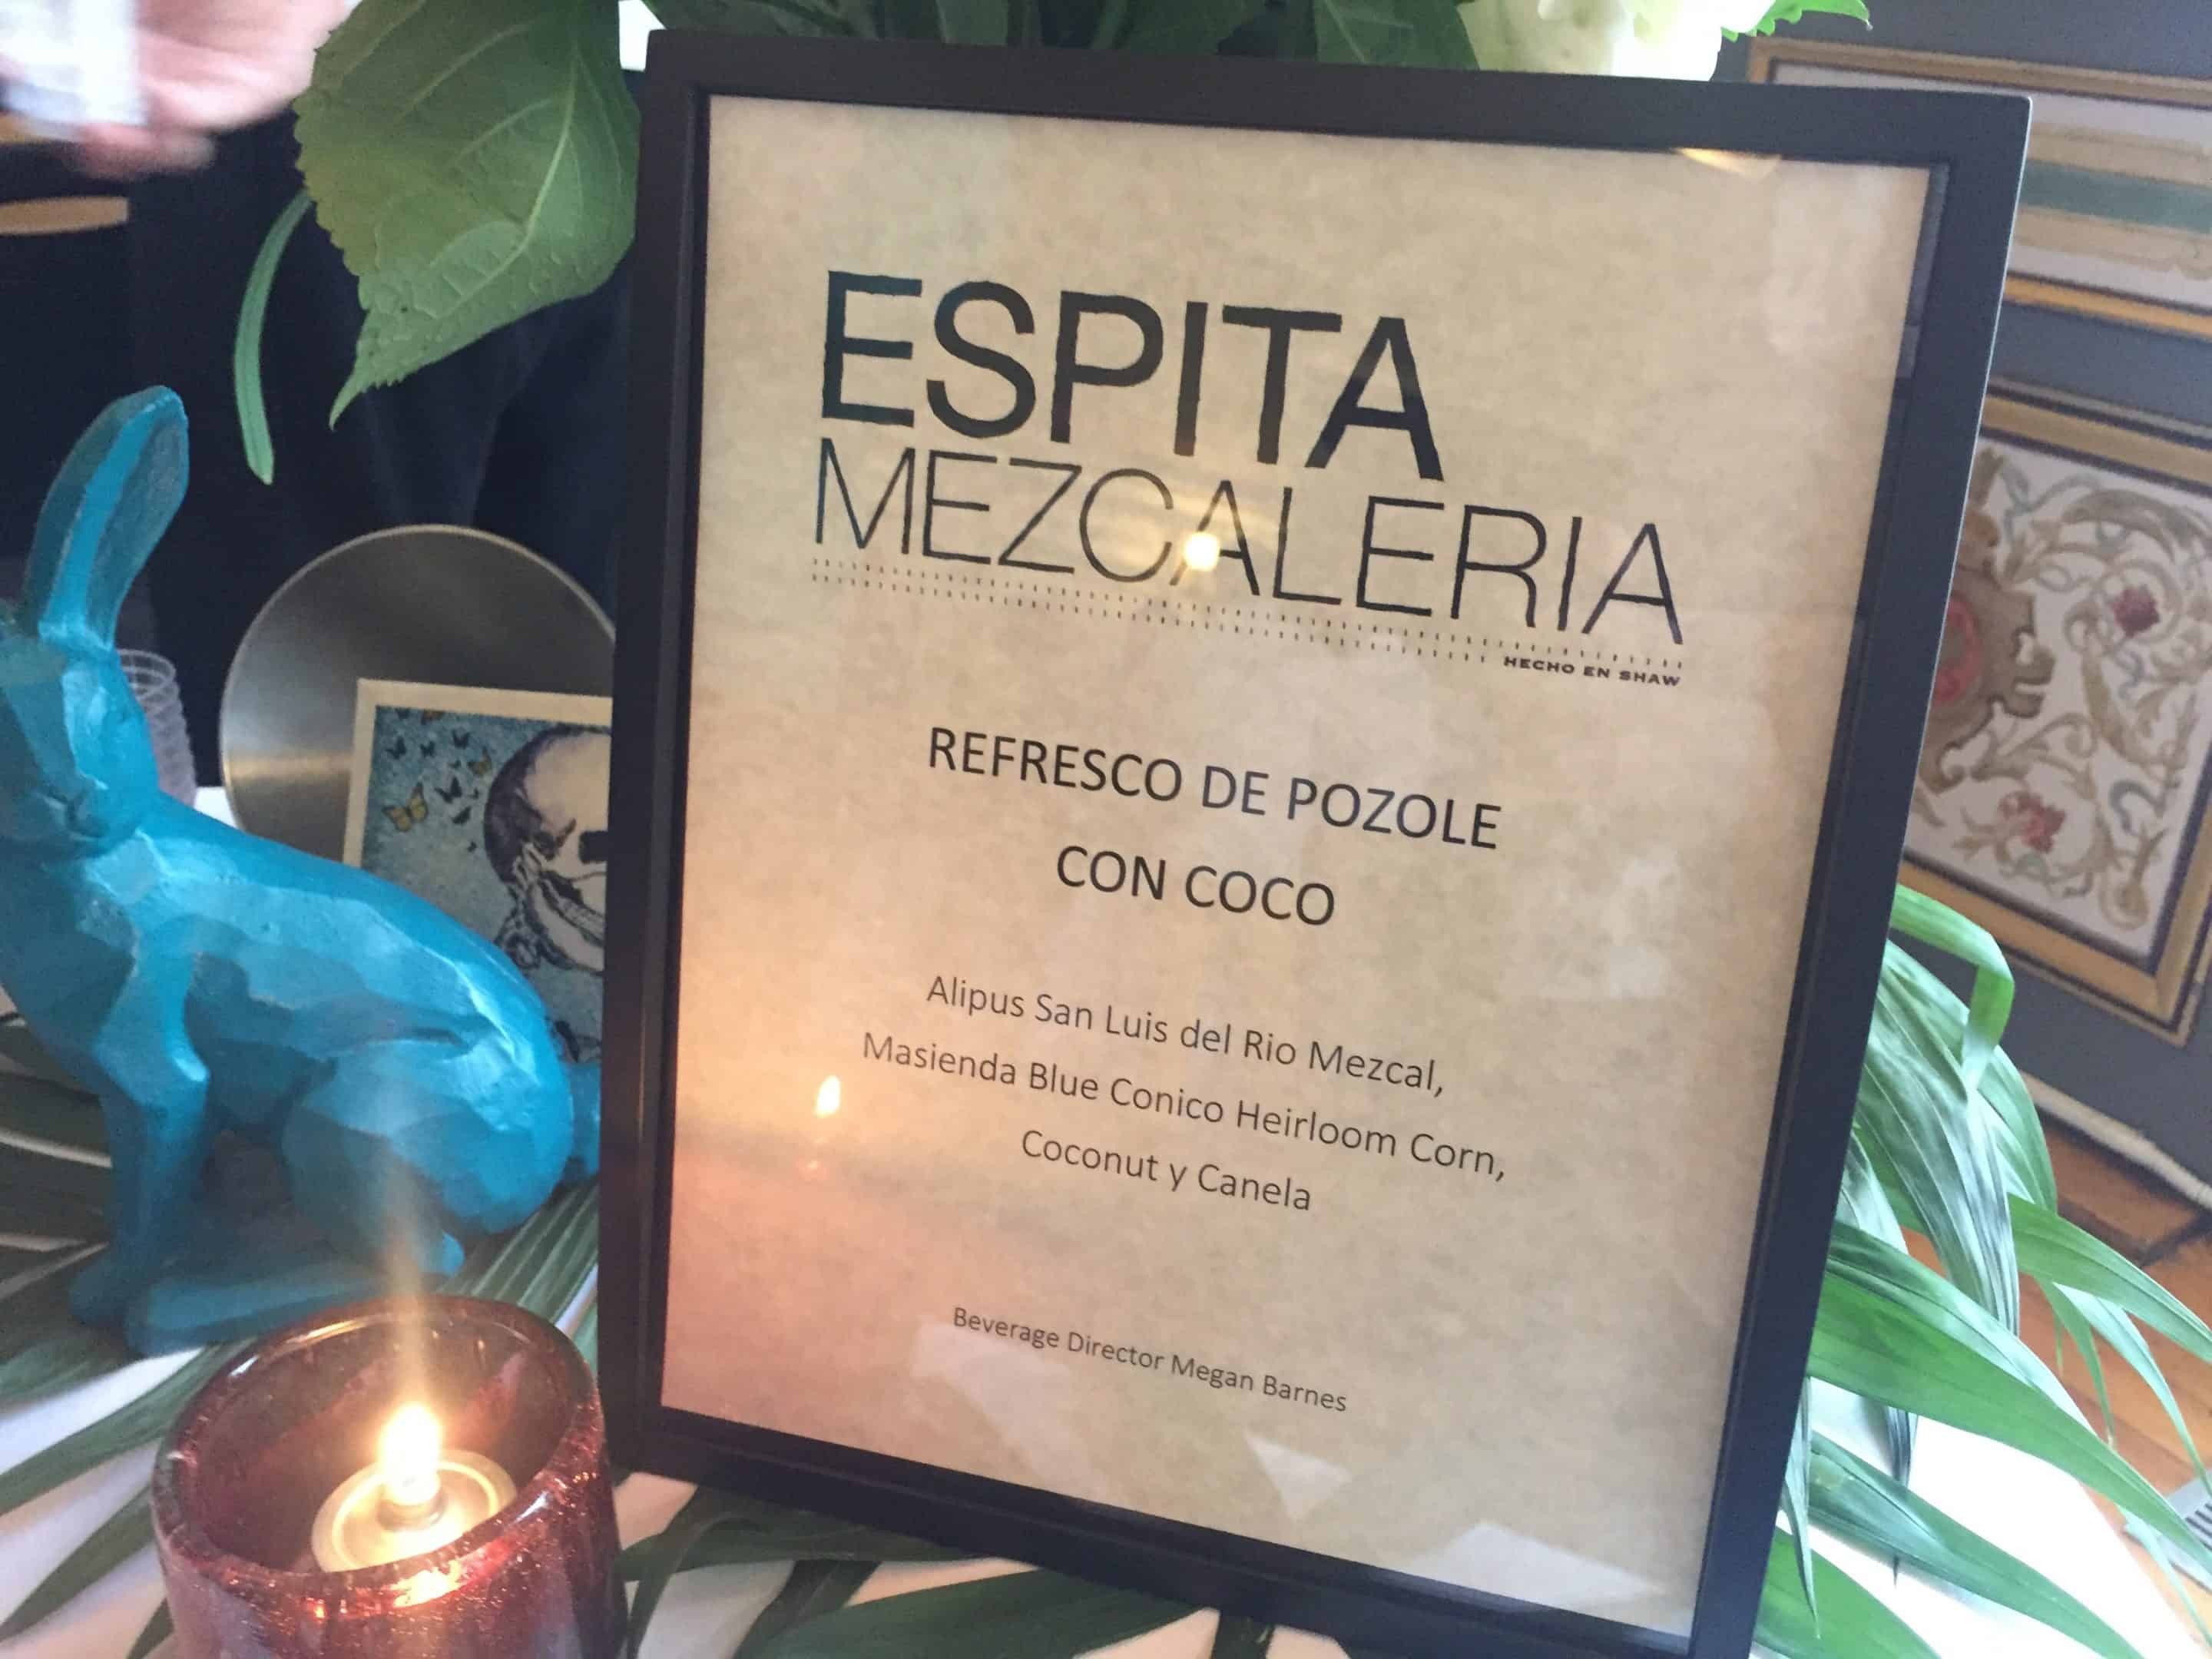 ESPITA
MEZCALERIA
HECHO EN SHAW
REFRESCO DE POZOLE
CON COCO
Alipus San Luis del Rio Mezcal,
Masienda Blue Conico Heirloom Corn,
Coconut y Canela
Beverage Director Megan Barnes